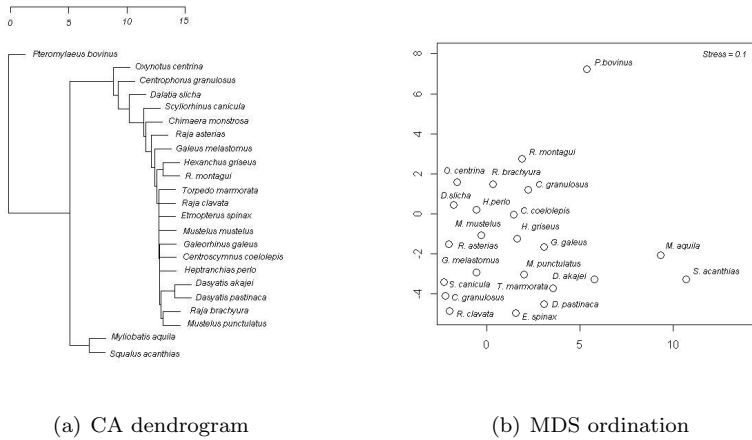 0 5 10 15
Pteromylaeus bovinus
Oxynotus centrina
Centrophorus granulosus
Dalatia slicha
Scyliorhinus canicula
Chimaera monstrosa
Raja asterias
Galeus melastomus
Hexanchus griseus
R. montagui
Torpedo marmorata
Raja clavata
Etmopterus spinax
Mustelus mustelus
Galeorhinus galeus
Centroscymnus coelolepis
Heptranchias perlo
Dasyatis akajei
Dasyatis pastinaca
Raja brachyura
Mustelus punctulatus
Myliobatis aquila
Squalus acanthias
(a) CA dendrogram
Stress = 0.1
8
6
4
2
0
-2
-4
P.bovinus
R. montagui
O. centrina
R. brachyura
C. granulosus
D.slicha
H.perlo
C. coelolepis
M. mustelus
H. griseus
R. asterias
G. galeus
M. aquila
G. melastomus
M. punctulatus
D. akajei
S. acanthias
S. canicula
T. marmorata
C. granulosus
D. pastinaca
R. clavata
E. spinax
0 5 10
(b) MDS ordination